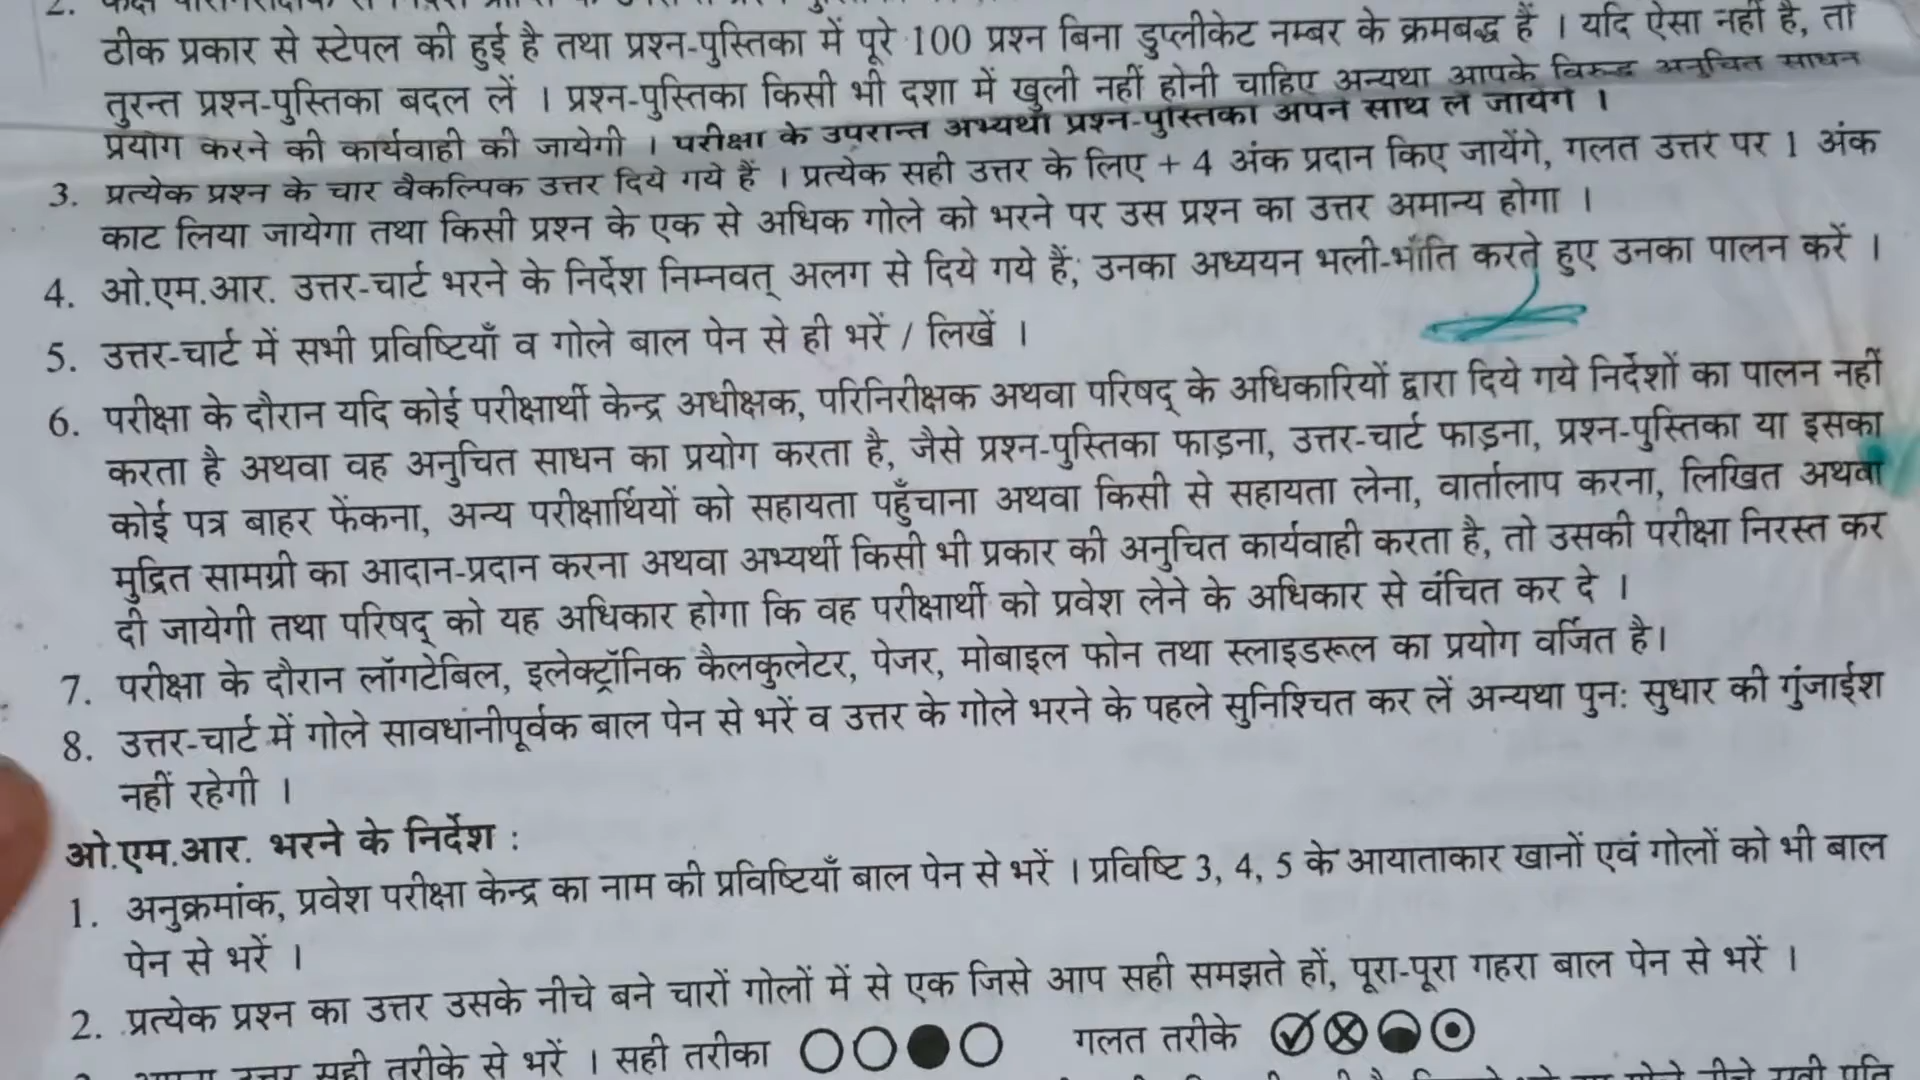 ठीक प्रकार से स्टेपल की हुई है तथा प्रश्न-पुस्तिका में पूरे 100 प्रश्न बिना डुप्लीकेट नम्बर के क्रमबद्ध हैं । यदि ऐसा नहीं है, तो
तुरन्त प्रश्न-पुस्तिका बदल लें । प्रश्न-पुस्तिका किसी भी दशा में खुली नहीं होनी चाहिए अन्यथा आपके विरुद्ध अनुचित साधन
प्रयोग करने की कार्यवाही की जायेगी । परीक्षा के उपरान्त अभ्यर्थी प्रश्न-पुस्तिका अपने साथ ले जायेंगे ।
3. प्रत्येक प्रश्न के चार वैकल्पिक उत्तर दिये गये हैं । प्रत्येक सही उत्तर के लिए + 4 अंक प्रदान किए जायेंगे, गलत उत्तर पर 1 अंक
काट लिया जायेगा तथा किसी प्रश्न के एक से अधिक गोले को भरने पर उस प्रश्न का उत्तर अमान्य होगा ।
4. ओ.एम.आर. उत्तर-चार्ट भरने के निर्देश निम्नवत् अलग से दिये गये हैं, उनका अध्ययन भली-भाँति करते हुए उनका पालन करें ।
5. उत्तर-चार्ट में सभी प्रविष्टियाँ व गोले बाल पेन से ही भरें / लिखें ।
6. परीक्षा के दौरान यदि कोई परीक्षार्थी केन्द्र अधीक्षक, परिनिरीक्षक अथवा परिषद् के अधिकारियों द्वारा दिये गये निर्देशों का पालन नहीं
करता है अथवा वह अनुचित साधन का प्रयोग करता है, जैसे प्रश्न-पुस्तिका फाड़ना, उत्तर-चार्ट फाड़ना, प्रश्न-पुस्तिका या इसका
कोई पत्र बाहर फेंकना, अन्य परीक्षार्थियों को सहायता पहुँचाना अथवा किसी से सहायता लेना, वार्तालाप करना, लिखित अथवा
मुद्रित सामग्री का आदान-प्रदान करना अथवा अभ्यर्थी किसी भी प्रकार की अनुचित कार्यवाही करता है, तो उसकी परीक्षा निरस्त कर
दी जायेगी तथा परिषद् को यह अधिकार होगा कि वह परीक्षार्थी को प्रवेश लेने के अधिकार से वंचित कर दे ।
7. परीक्षा के दौरान लॉगटेबिल, इलेक्ट्रॉनिक कैलकुलेटर, पेजर, मोबाइल फोन तथा स्लाइडरूल का प्रयोग वर्जित है।
8. उत्तर-चार्ट में गोले सावधानीपूर्वक बाल पेन से भरें व उत्तर के गोले भरने के पहले सुनिश्चित कर लें अन्यथा पुनः सुधार की गुंजाईश
नहीं रहेगी ।
ओ.एम.आर. भरने के निर्देश :
1. अनुक्रमांक, प्रवेश परीक्षा केन्द्र का नाम की प्रविष्टियाँ बाल पेन से भरें । प्रविष्टि 3, 4, 5 के आयाताकार खानों एवं गोलों को भी बाल
पेन से भरें ।
2. प्रत्येक प्रश्न का उत्तर उसके नीचे बने चारों गोलों में से एक जिसे आप सही समझते हों, पूरा-पूरा गहरा बाल पेन से भरें ।
उत्तर सही तरीके से भरें । सही तरीका गलत तरीके